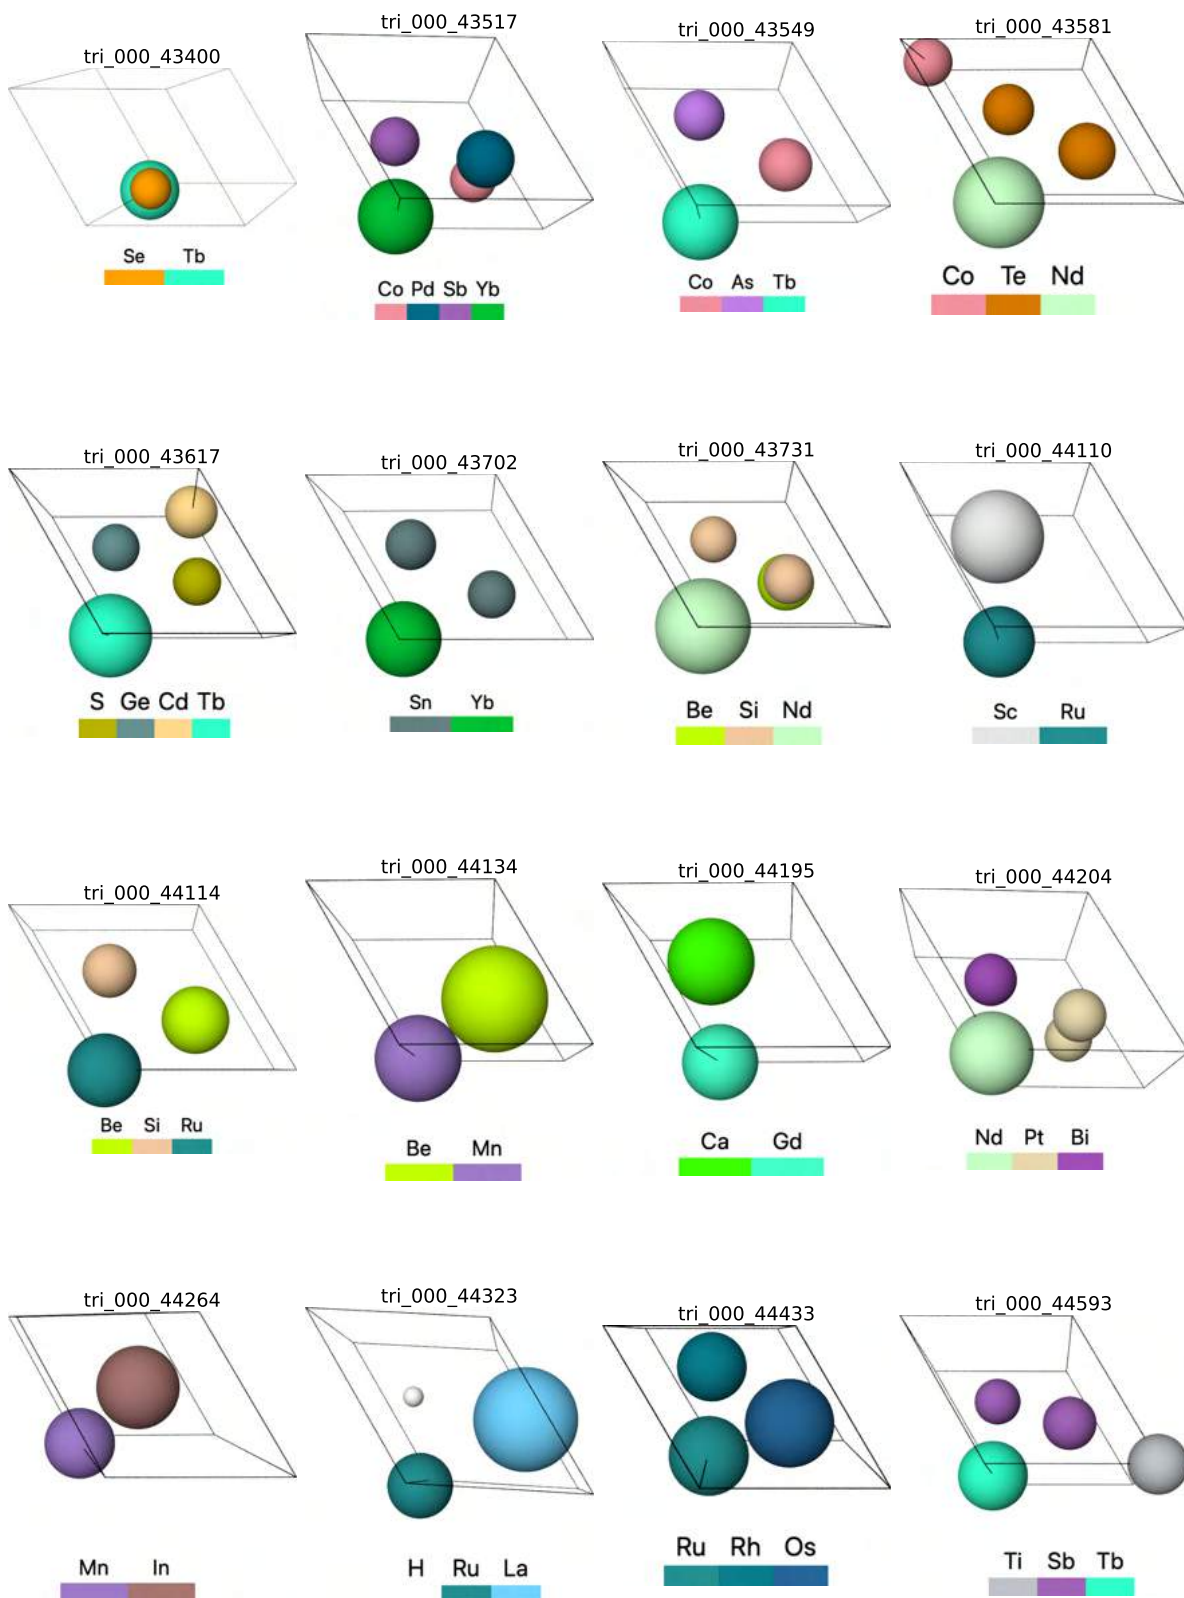 tri_000_43400
tri_000_43517
tri_000_43549
tri_000_43581
Se Tb
Co Pd Sb Yb
Co As Tb
Co Te Nd
tri_000_43617
tri_000_43702
tri_000_43731
tri_000_44110
S Ge Cd Tb
Sn Yb
Be Si Nd
Sc Ru
tri_000_44114
tri_000_44134
tri_000_44195
tri_000_44204
Be Si Ru
Be Mn
Ca Gd
Nd Pt Bi
tri_000_44264
tri_000_44323
tri_000_44433
tri_000_44593
Mn In
H Ru La
Ru Rh Os
Ti Sb Tb